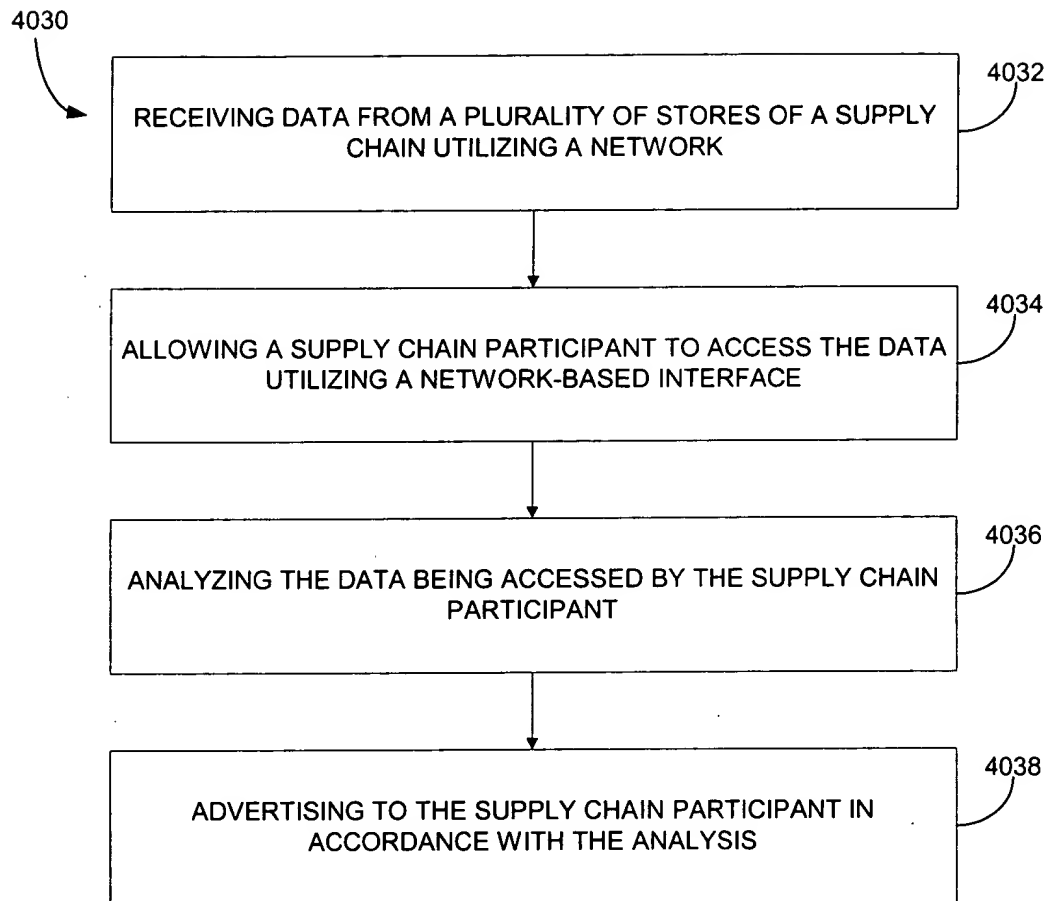 4030
4032
RECEIVING DATA FROM A PLURALITY OF STORES OF A SUPPLY
CHAIN UTILIZING A NETWORK
4034
ALLOWING A SUPPLY CHAIN PARTICIPANT TO ACCESS THE DATA
UTILIZING A NETWORK-BASED INTERFACE
4036
ANALYZING THE DATA BEING ACCESSED BY THE SUPPLY CHAIN
PARTICIPANT
4038
ADVERTISING TO THE SUPPLY CHAIN PARTICIPANT IN
ACCORDANCE WITH THE ANALYSIS